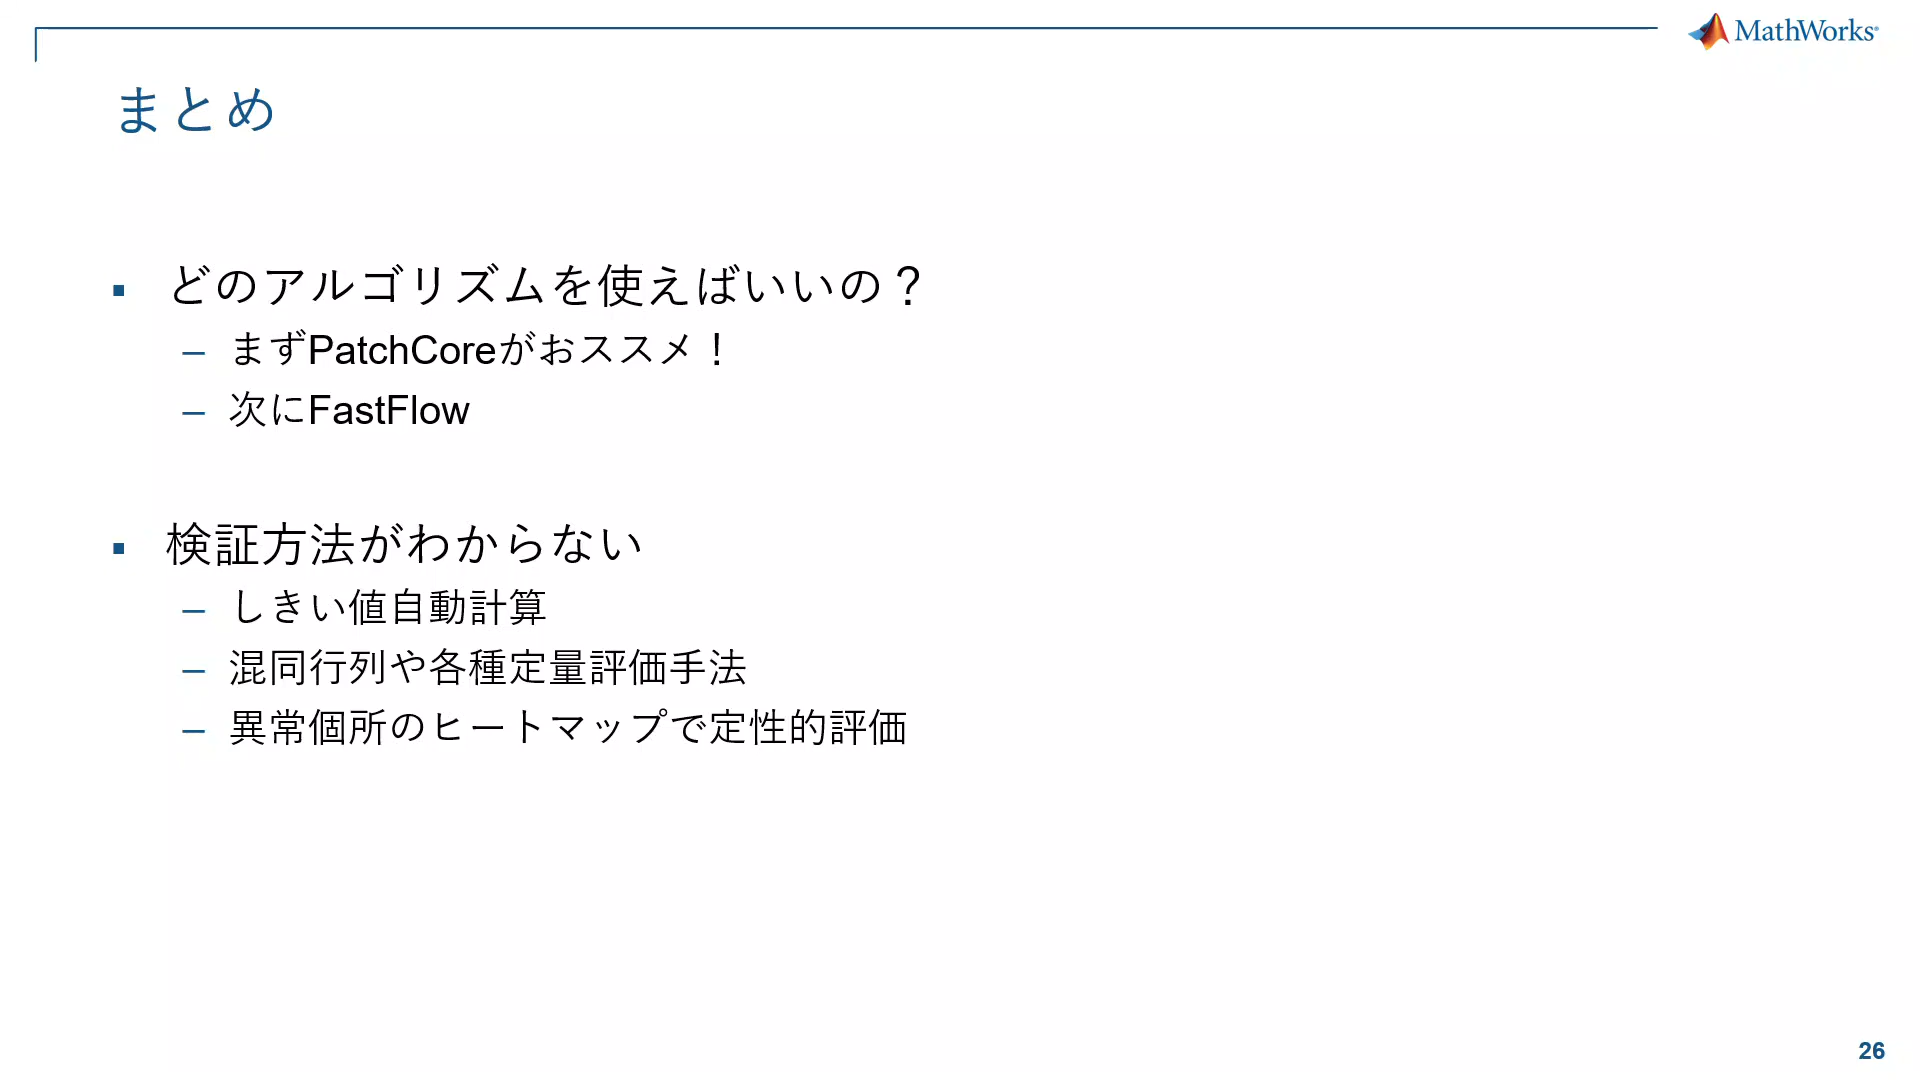 MathWorks
まとめ
▪ どのアルゴリズムを使えばいいの？
– まずPatchCoreがおススメ！
– 次にFastFlow
▪ 検証方法がわからない
– しきい値自動計算
– 混同行列や各種定量評価手法
– 異常個所のヒートマップで定性的評価
26